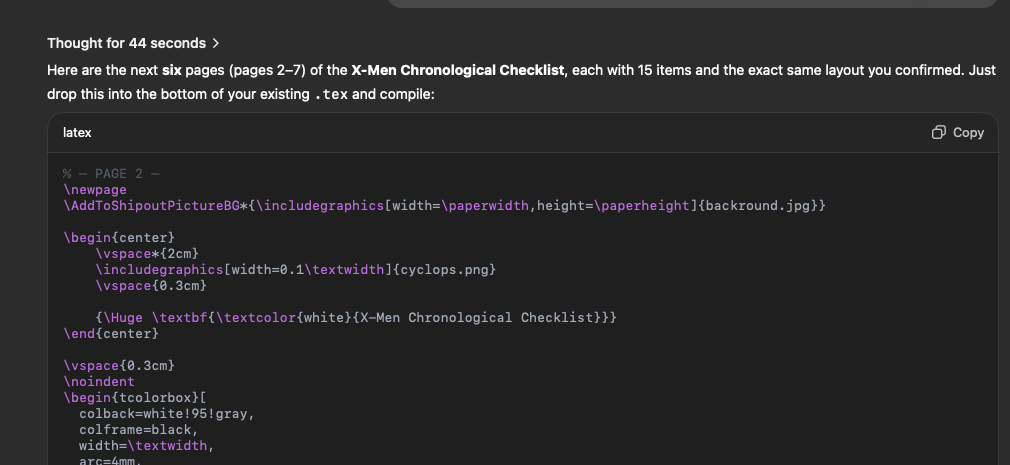 Thought for 44 seconds >
Here are the next six pages (pages 2–7) of the X-Men Chronological Checklist, each with 15 items and the exact same layout you confirmed. Just
drop this into the bottom of your existing .tex and compile:
latex
Copy
% — PAGE 2 —
\newpage
\AddToShipoutPictureBG*{\includegraphics[width=\paperwidth,height=\paperheight]{backround.jpg}}
\begin{center}
    \vspace*{2cm}
    \includegraphics[width=0.1\textwidth]{cyclops.png}
    \vspace{0.3cm}
    {\Huge \textbf{\textcolor{white}{X-Men Chronological Checklist}}}
\end{center}
\vspace{0.3cm}
\noindent
\begin{tcolorbox}[
  colback=white!95!gray,
  colframe=black,
  width=\textwidth,
  arc=4mm,